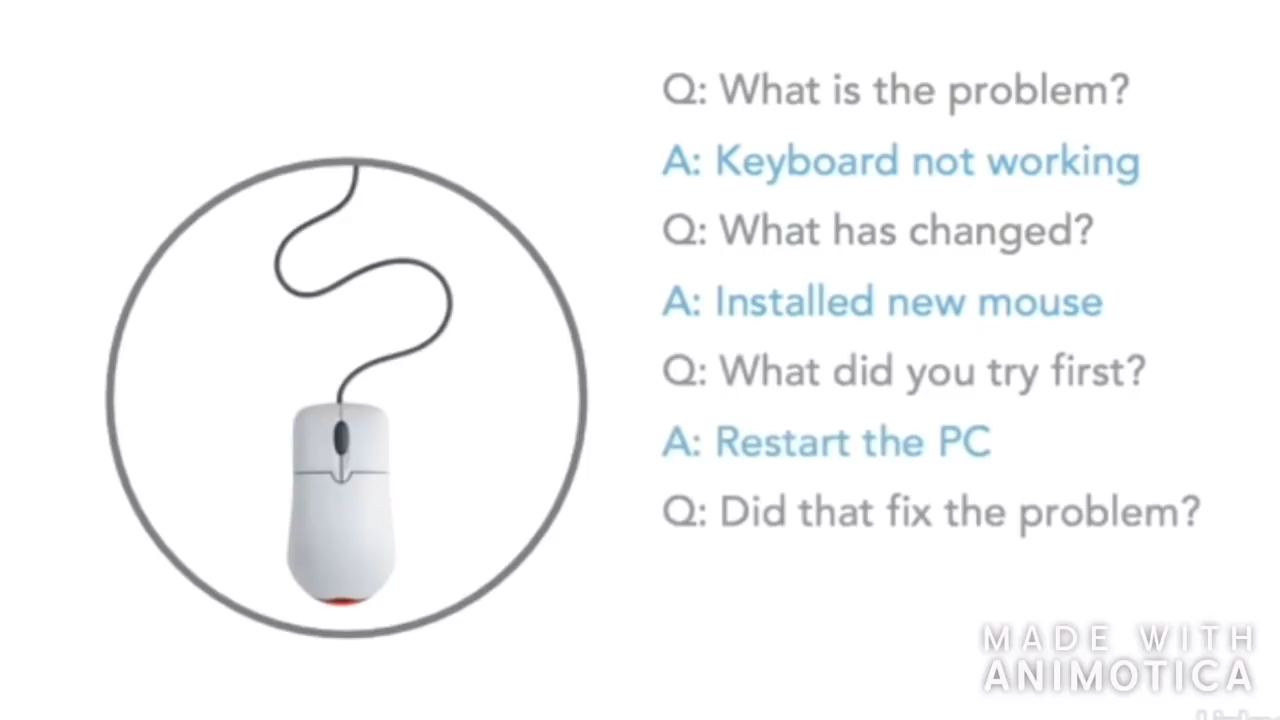 Q: What is the problem?
A: Keyboard not working
Q: What has changed?
A: Installed new mouse
Q: What did you try first?
A: Restart the PC
Q: Did that fix the problem?
MADE WITH
ANIMOTICA